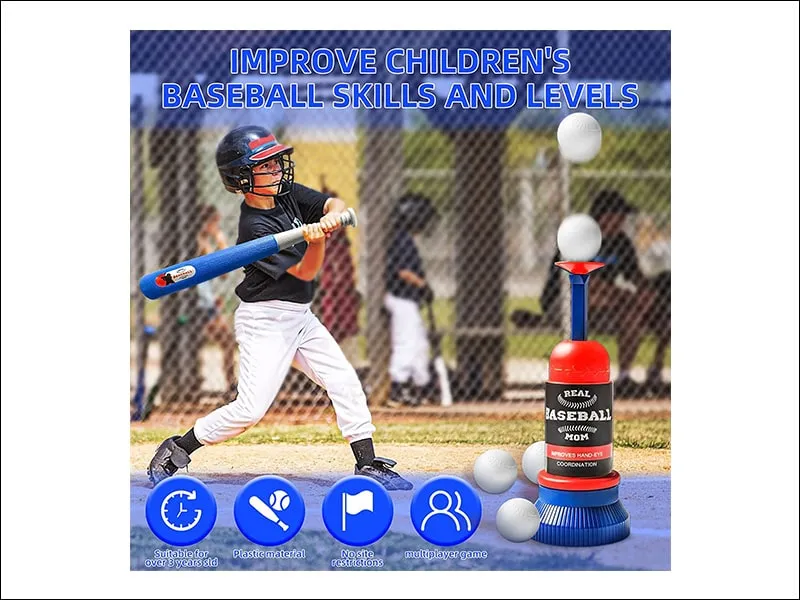 IMPROVE CHILDREN'S
BASEBALL SKILLS AND LEVELS
REAL
BASEBALL
MOM
IMPROVES HAND-EYE
COORDINATION
Suitable for
over 3 years sld
Plastic material
No site
restrictions
multiplayer game